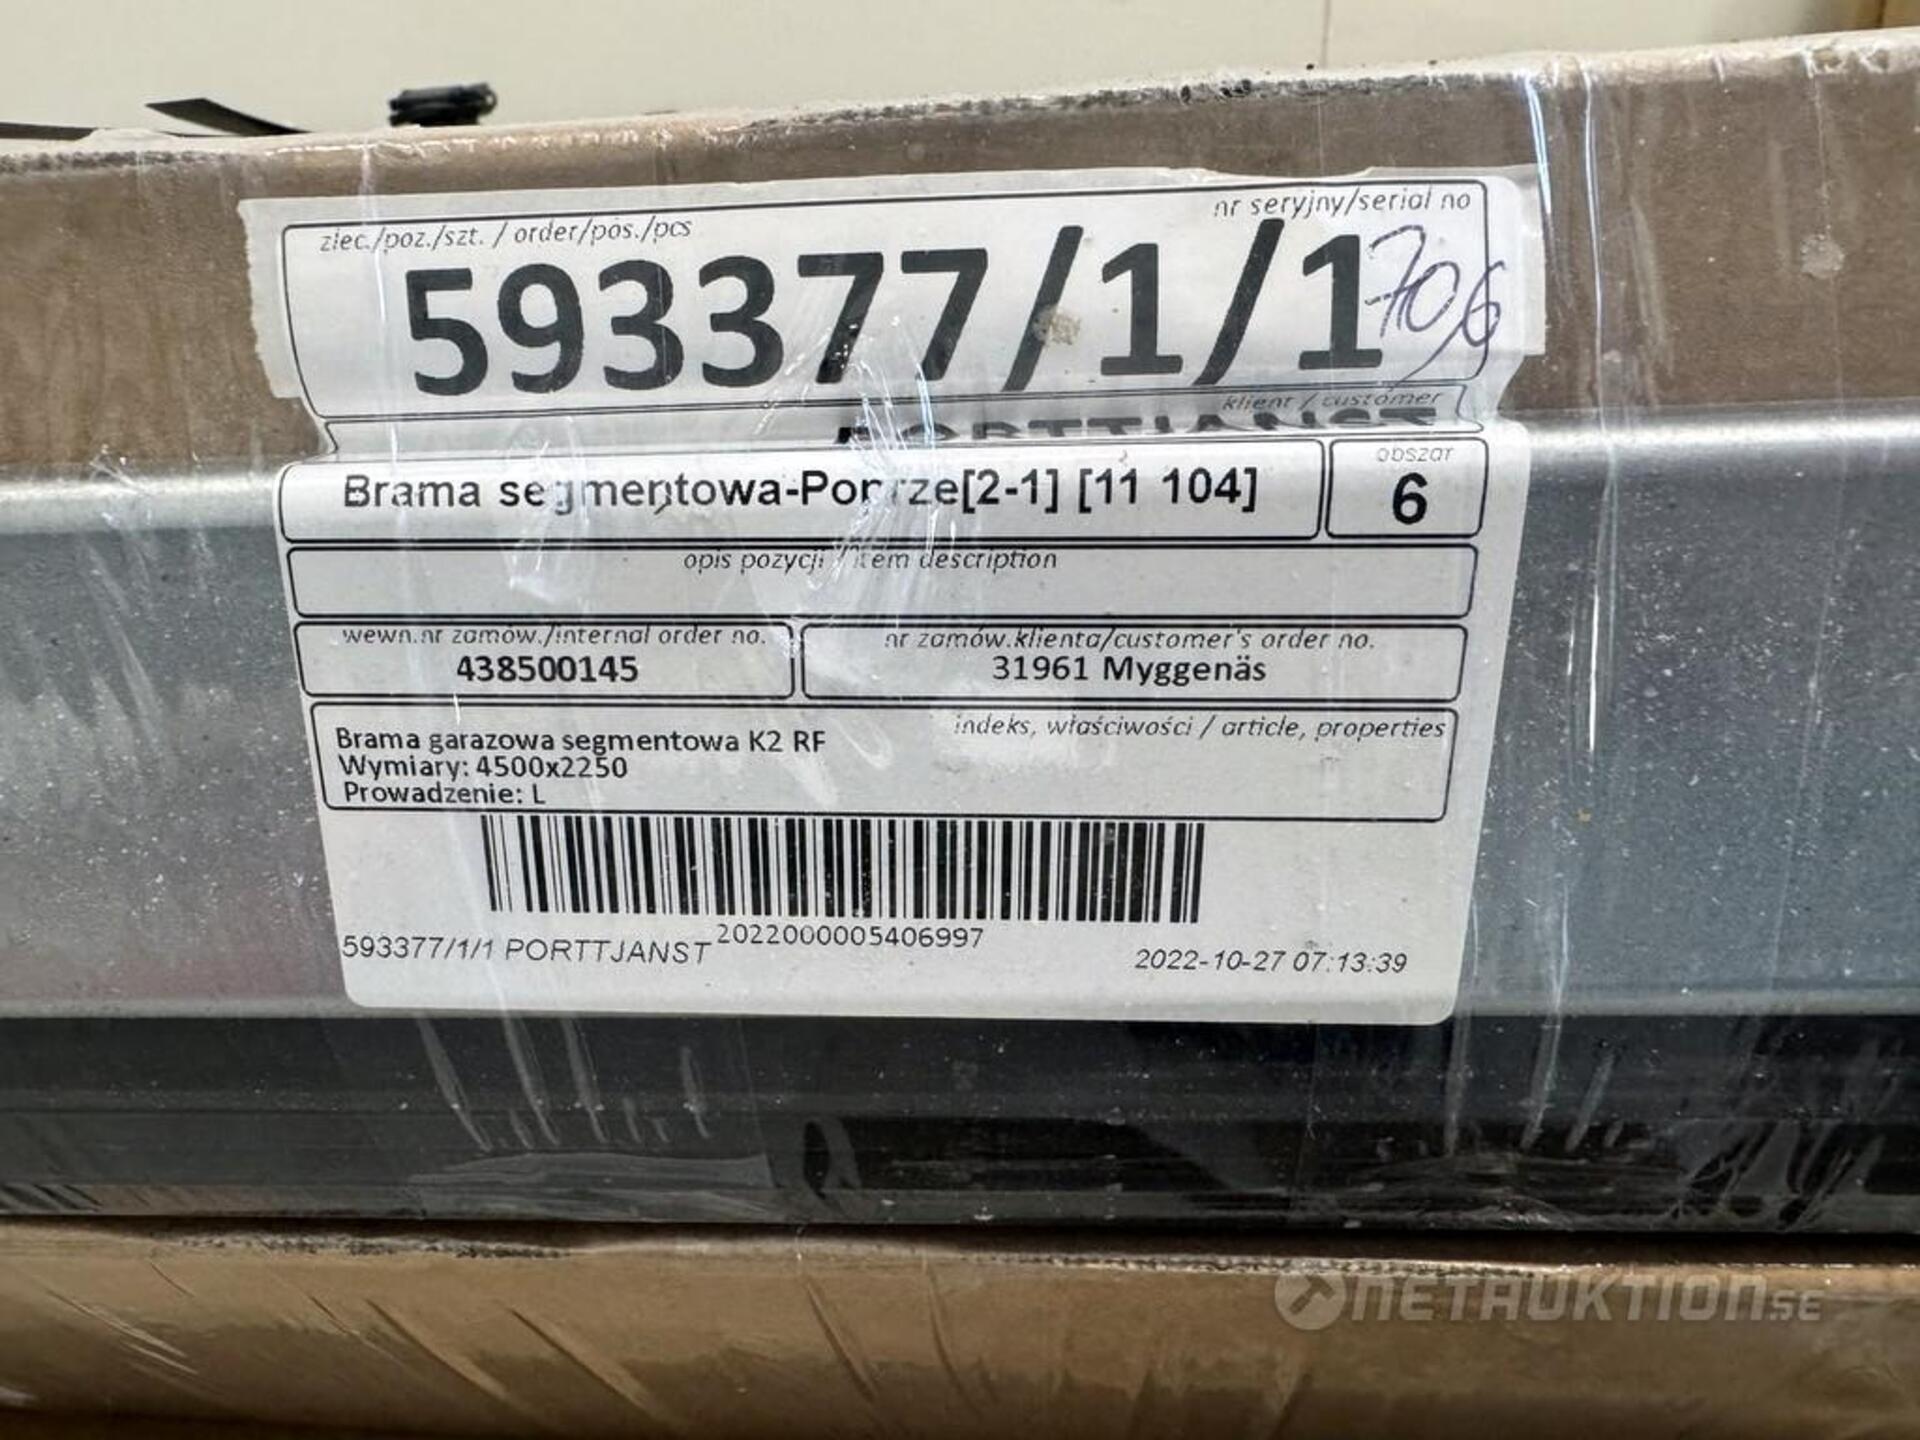 zlec./poz./szt. / order/pos./pcs
nr seryjny/serial no
593377/1/1
706
klient / customer
PORTTJANST
Brama segmentowa-Poprze[2-1] [11 104]
obszar
6
opis pozycji / item description
wewn.nr zamów./internal order no.
438500145
nr zamów.klienta/customer's order no.
31961 Myggenäs
indeks, właściwości / article, properties
Brama garazowa segmentowa K2 RF
Wymiary: 4500x2250
Prowadzenie: L
2022000005406997
593377/1/1 PORTTJANST
2022-10-27 07:13:39
NETAUKTION.SE